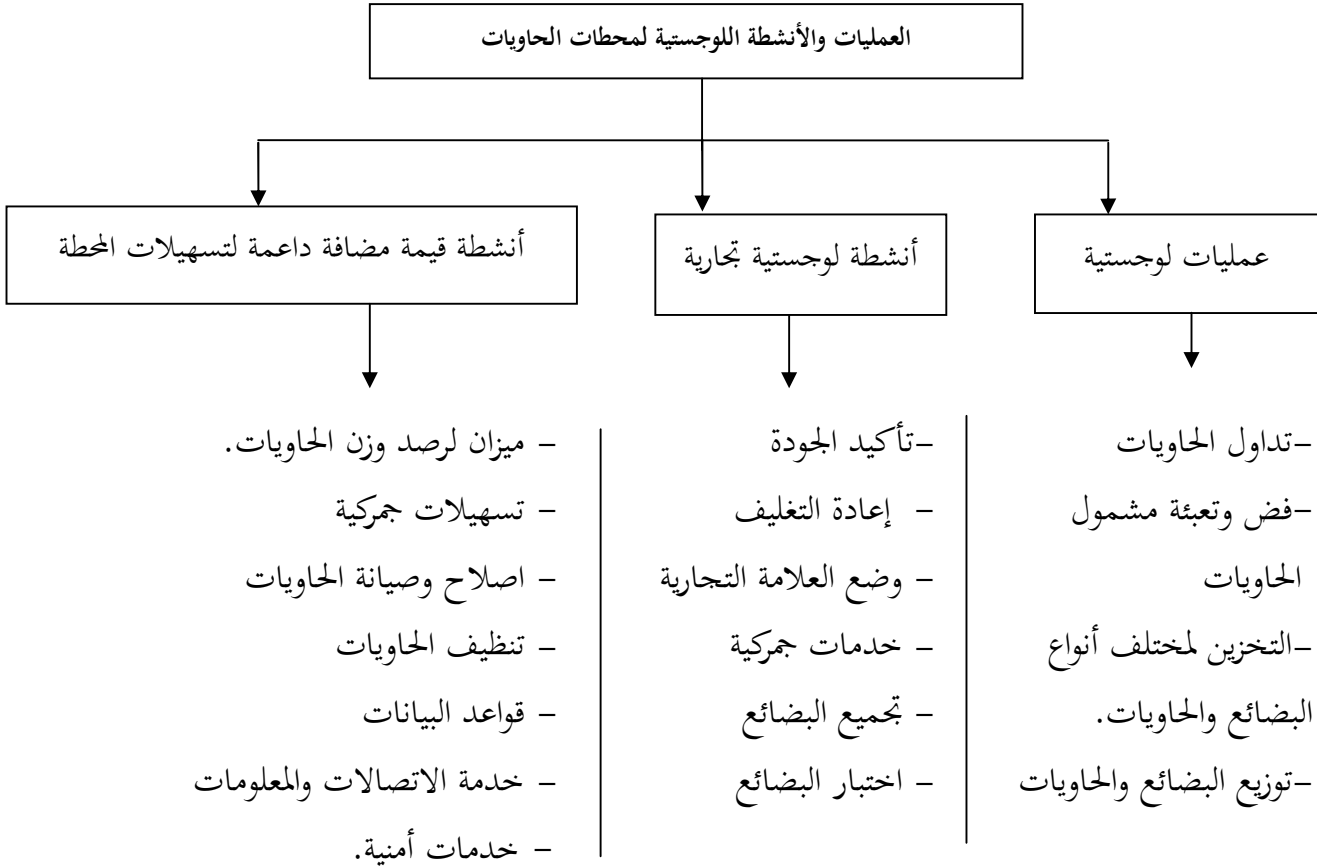 العمليات والأنشطة اللوجستية لمحطات الحاويات
عمليات لوجستية
أنشطة لوجستية تجارية
أنشطة قيمة مضافة داعمة لتسهيلات المحطة
-تداول الحاويات
-فض وتعبئة مشمول
الحاويات
-التخزين لمختلف أنواع
البضائع والحاويات.
-توزيع البضائع والحاويات
-تأكيد الجودة
- إعادة التغليف
- وضع العلامة التجارية
- خدمات جمركية
- تجميع البضائع
- اختبار البضائع
- ميزان لرصد وزن الحاويات.
- تسهيلات جمركية
- اصلاح وصيانة الحاويات
- تنظيف الحاويات
- قواعد البيانات
- خدمة الاتصالات والمعلومات
- خدمات أمنية.